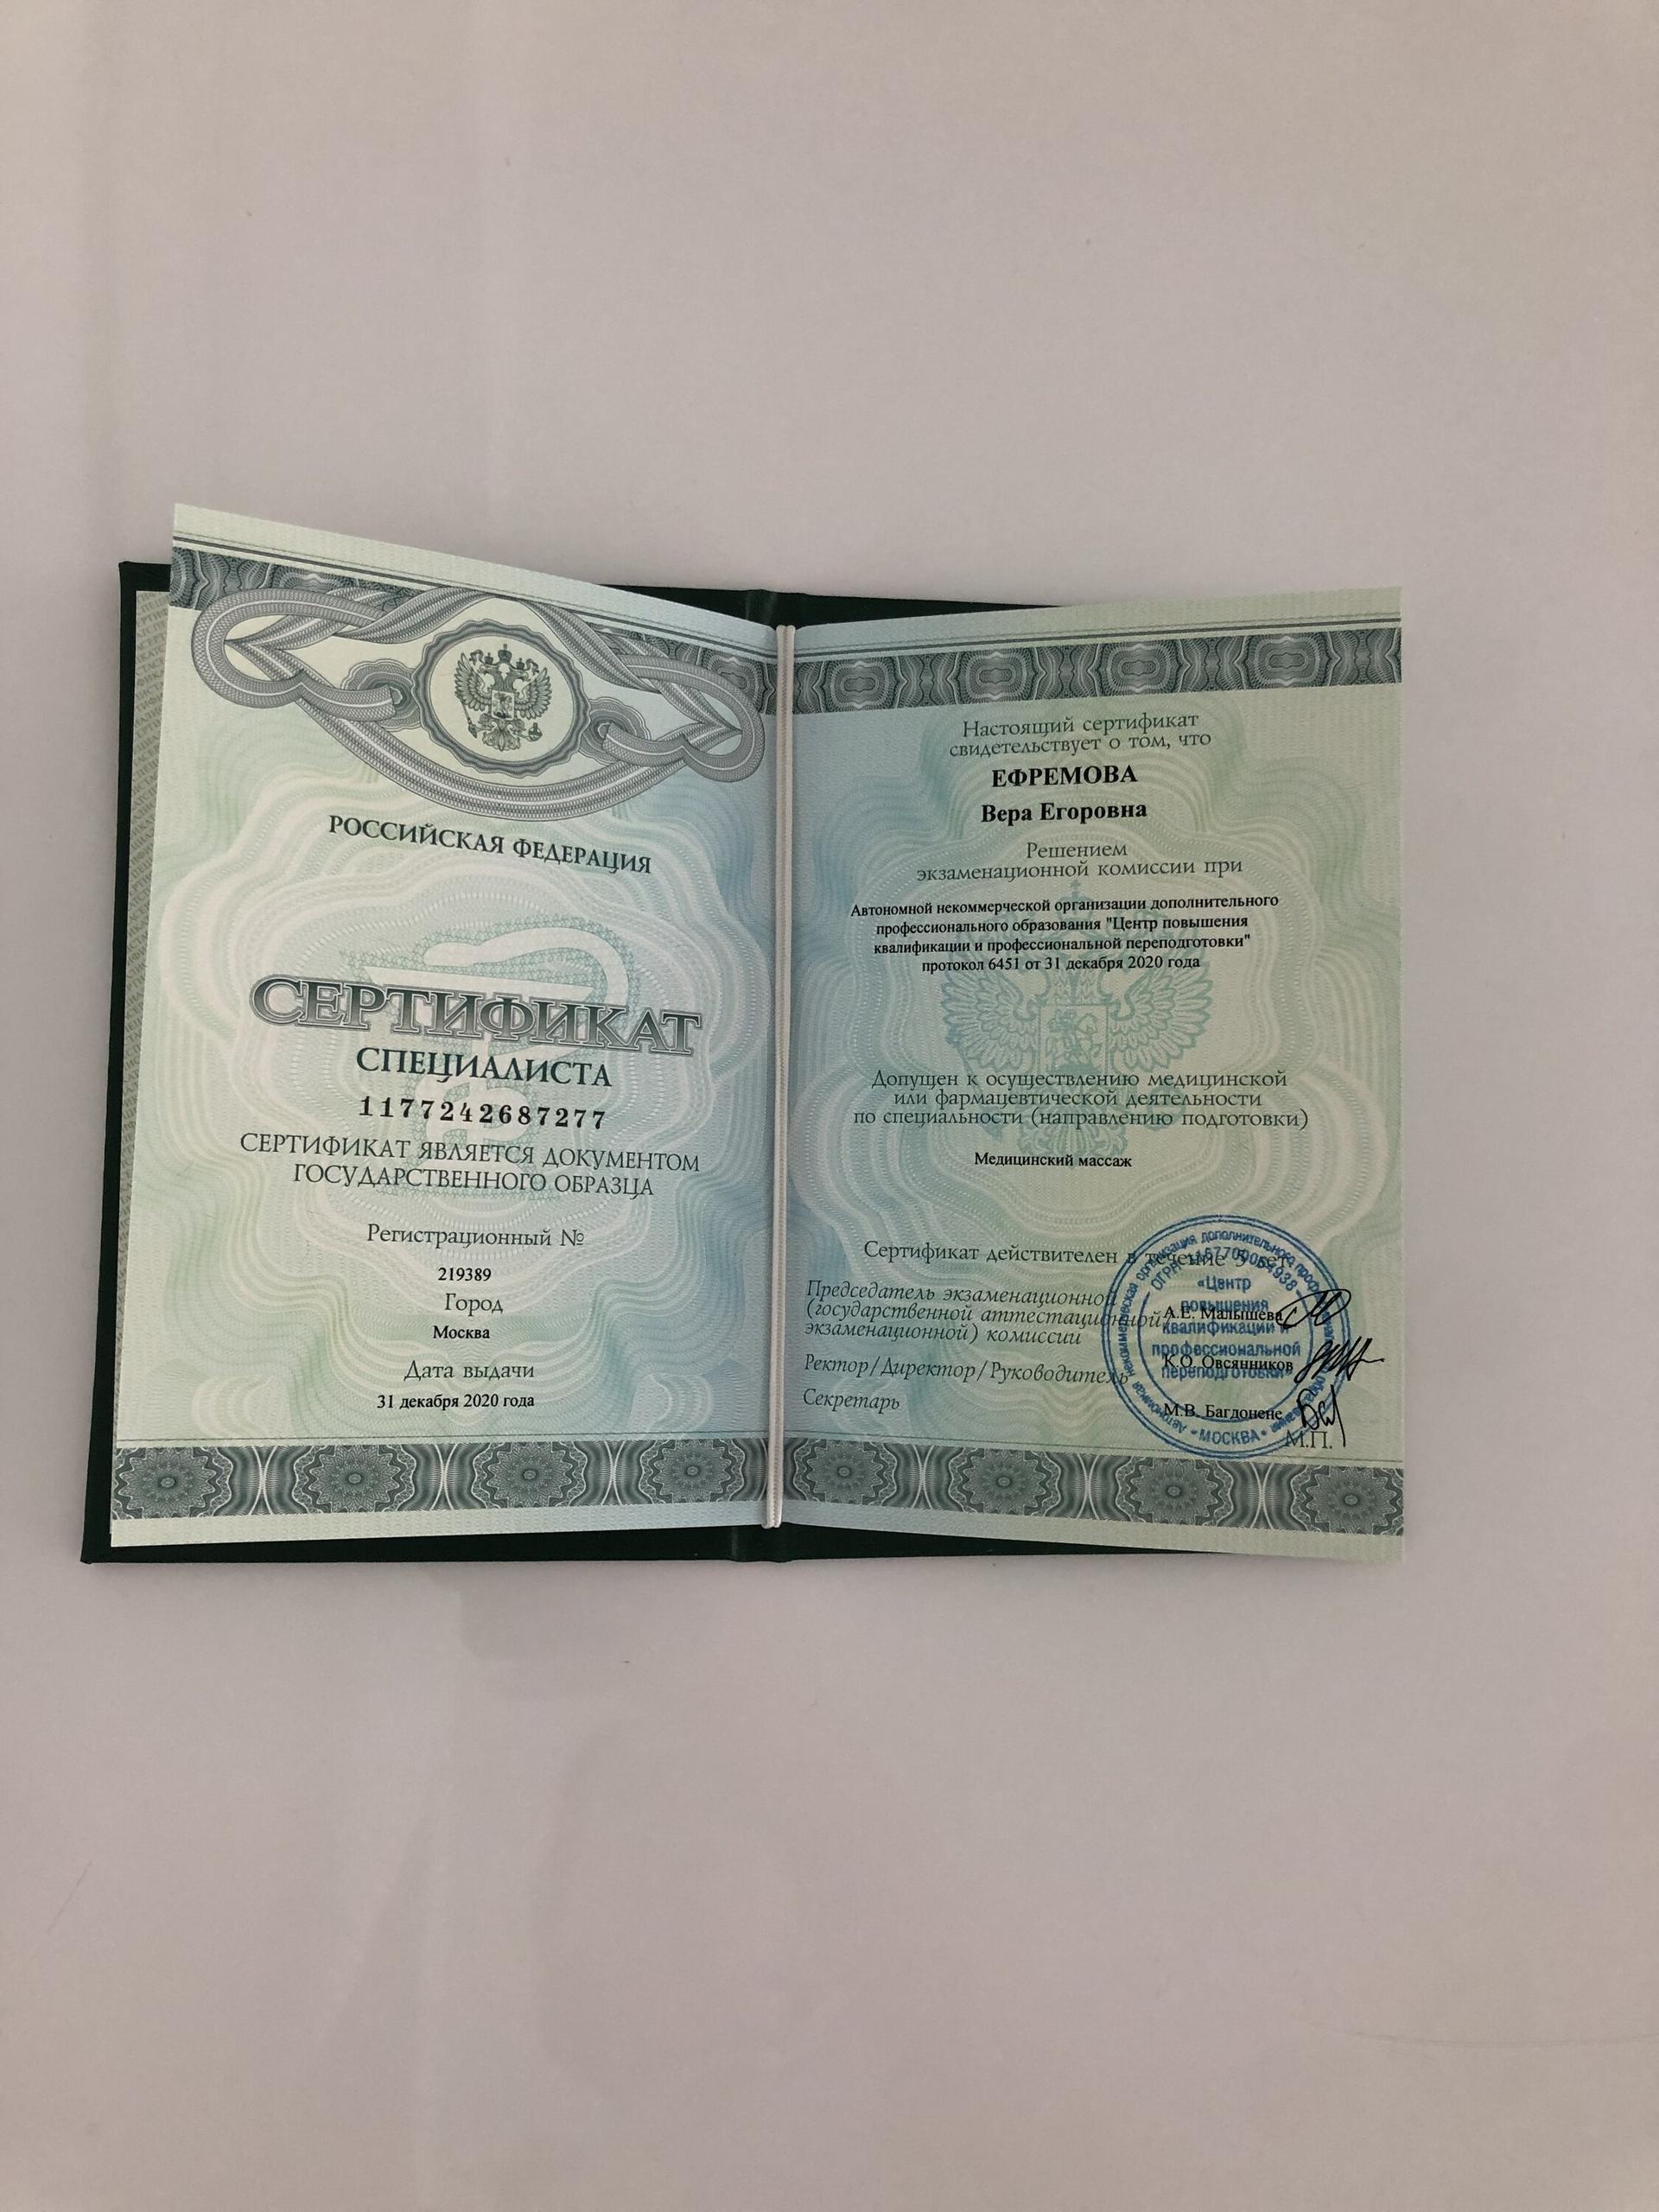 РОССИЙСКАЯ ФЕДЕРАЦИЯ
СЕРТИФИКАТ
СПЕЦИАЛИСТА
1177242687277
СЕРТИФИКАТ ЯВЛЯЕТСЯ ДОКУМЕНТОМ
ГОСУДАРСТВЕННОГО ОБРАЗЦА
Регистрационный №
219389
Город
Москва
Дата выдачи
31 декабря 2020 года
Настоящий сертификат
свидетельствует о том, что
ЕФРЕМОВА
Вера Егоровна
Решением
экзаменационной комиссии при
Автономной некоммерческой организации дополнительного
профессионального образования "Центр повышения
квалификации и профессиональной переподготовки"
протокол 6451 от 31 декабря 2020 года
Допущен к осуществлению медицинской
или фармацевтической деятельности
по специальности (направлению подготовки)
Медицинский массаж
Сертификат действителен в течение 5 лет
Председатель экзаменационной
(государственной аттестационной
экзаменационной) комиссии
А.Е. Малышева
Ректор/Директор/Руководитель
К.О. Овсянников
Секретарь
М.В. Багдонене
М.П.
«Центр
повышения
квалификации и
профессиональной
переподготовки»
МОСКВА